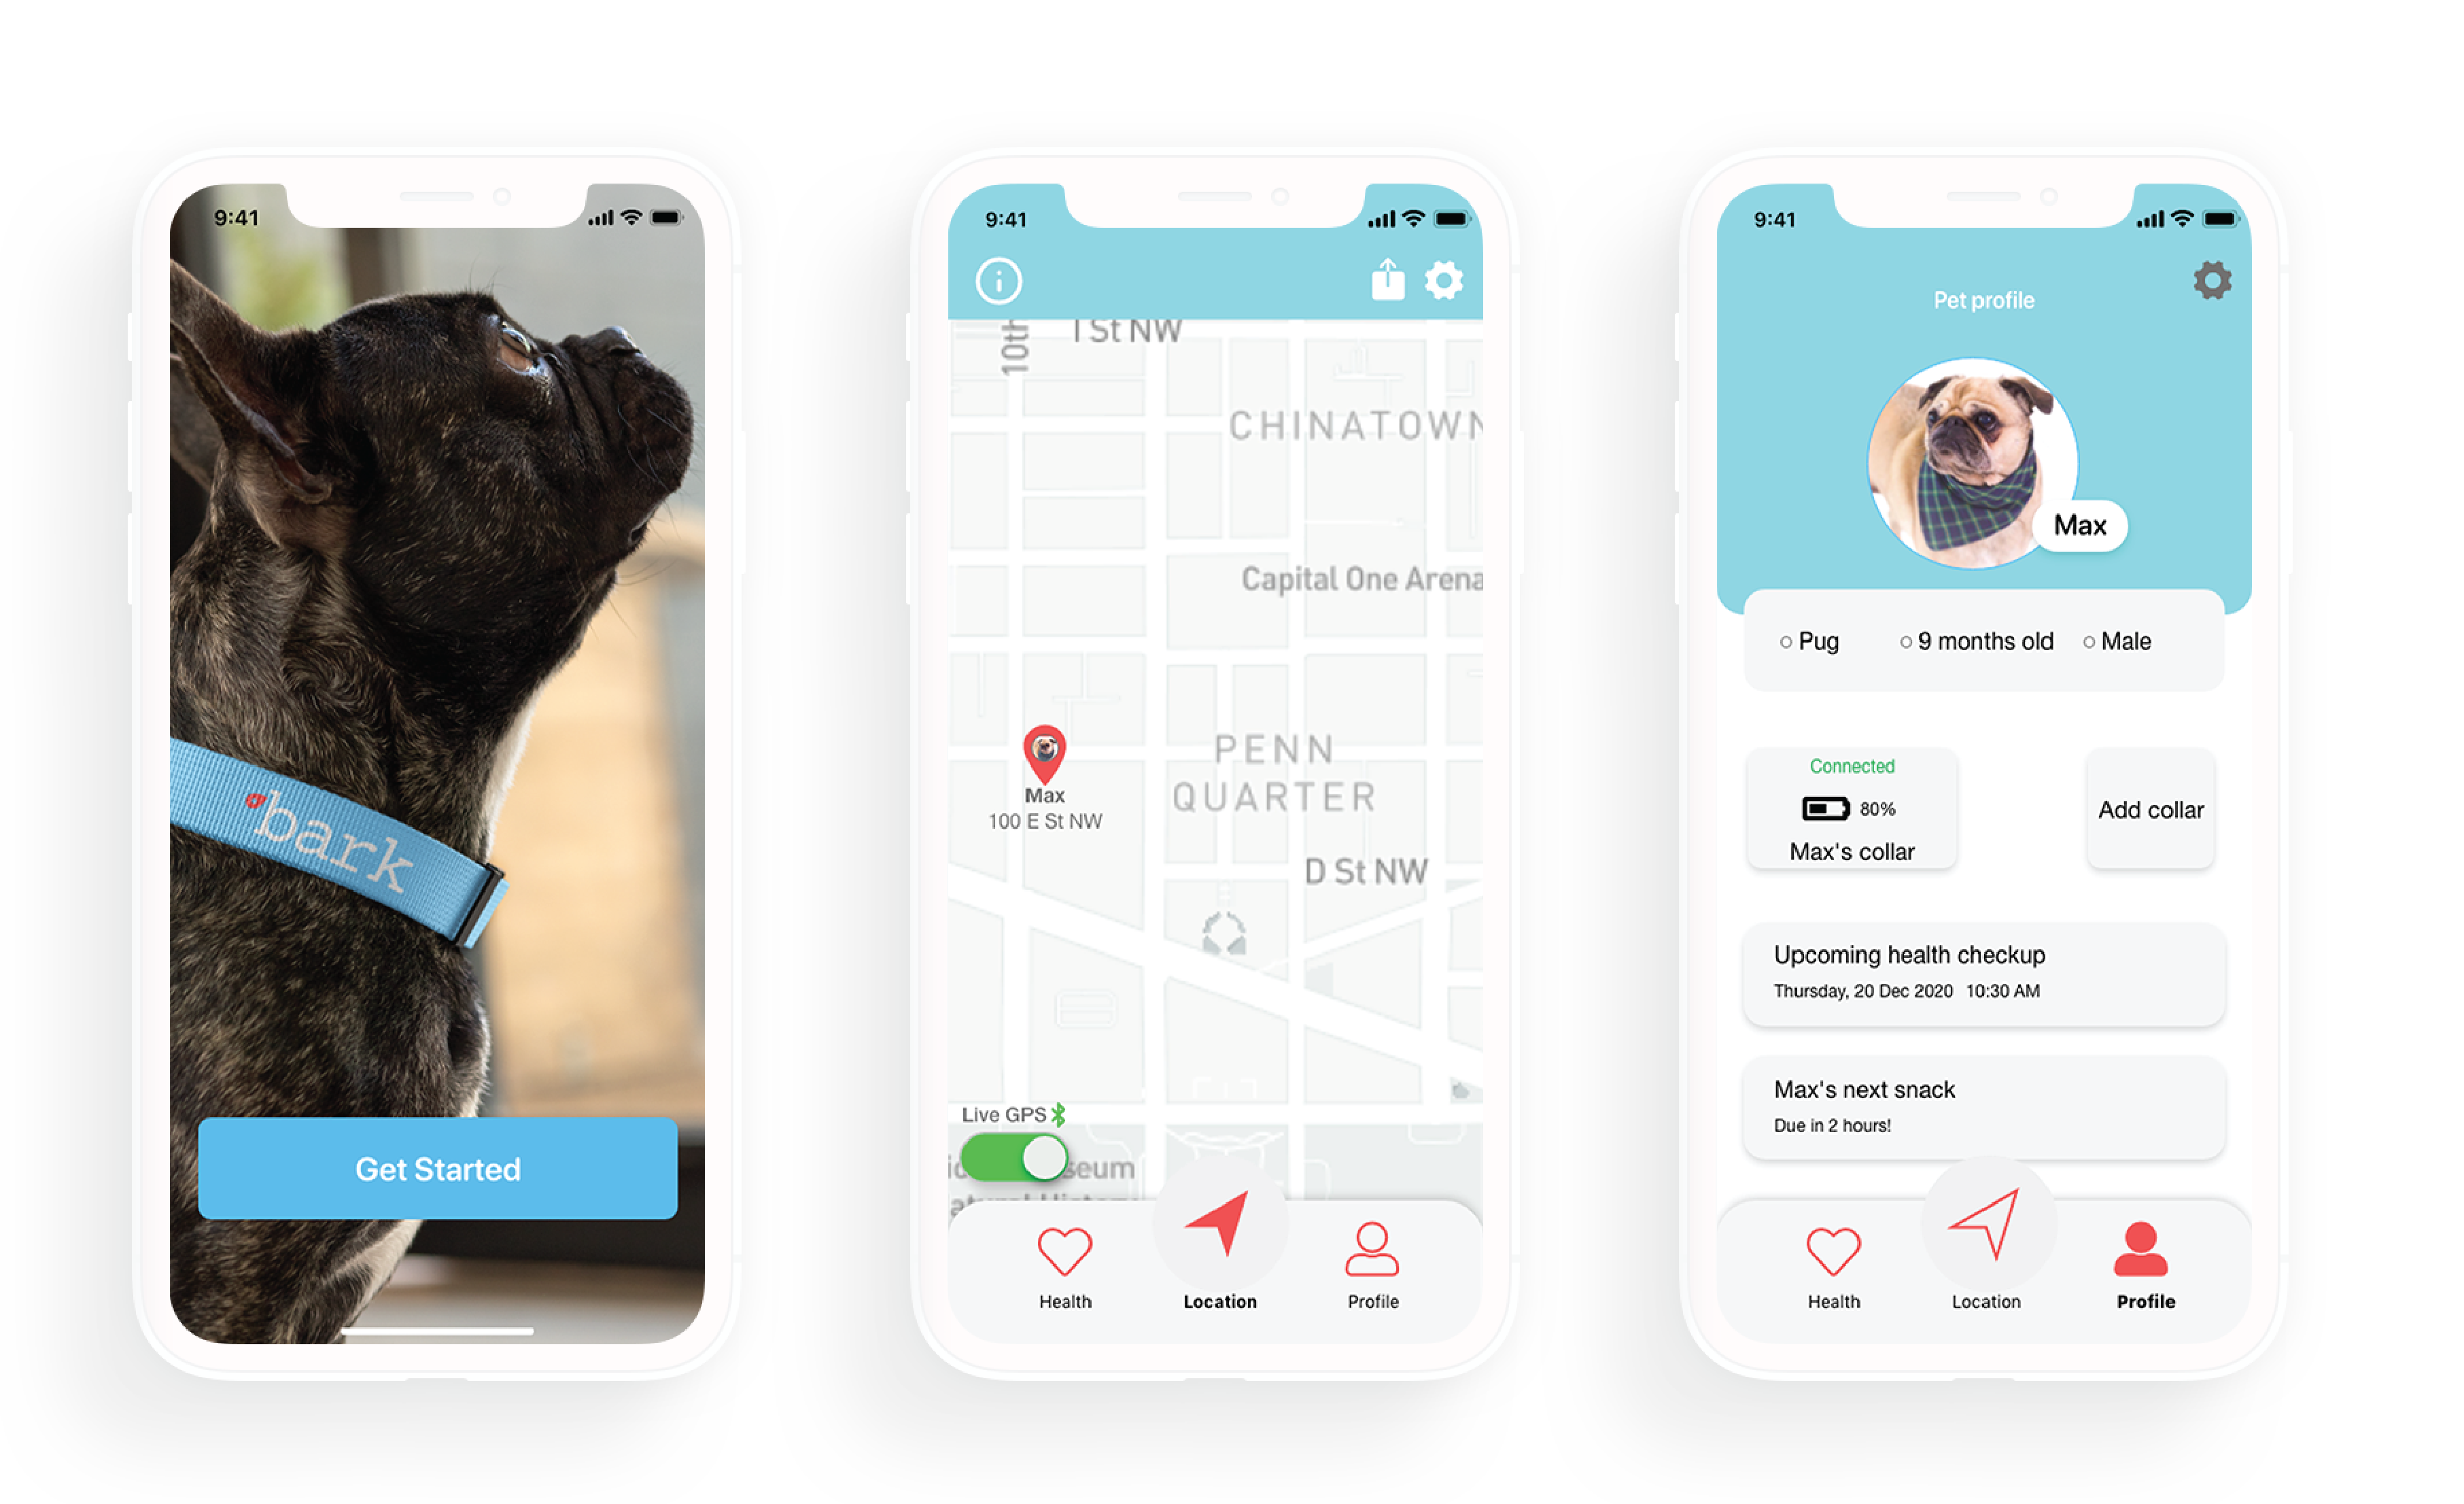 9:41
bark
Get Started
9:41
10th
I St NW
CHINATOWN
Capital One Arena
PENN
QUARTER
Max
100 E St NW
D St NW
Live GPS
seum
Health
Location
Profile
9:41
Pet profile
Max
Pug
9 months old
Male
Connected
80%
Max's collar
Add collar
Upcoming health checkup
Thursday, 20 Dec 2020 10:30 AM
Max's next snack
Due in 2 hours!
Health
Location
Profile